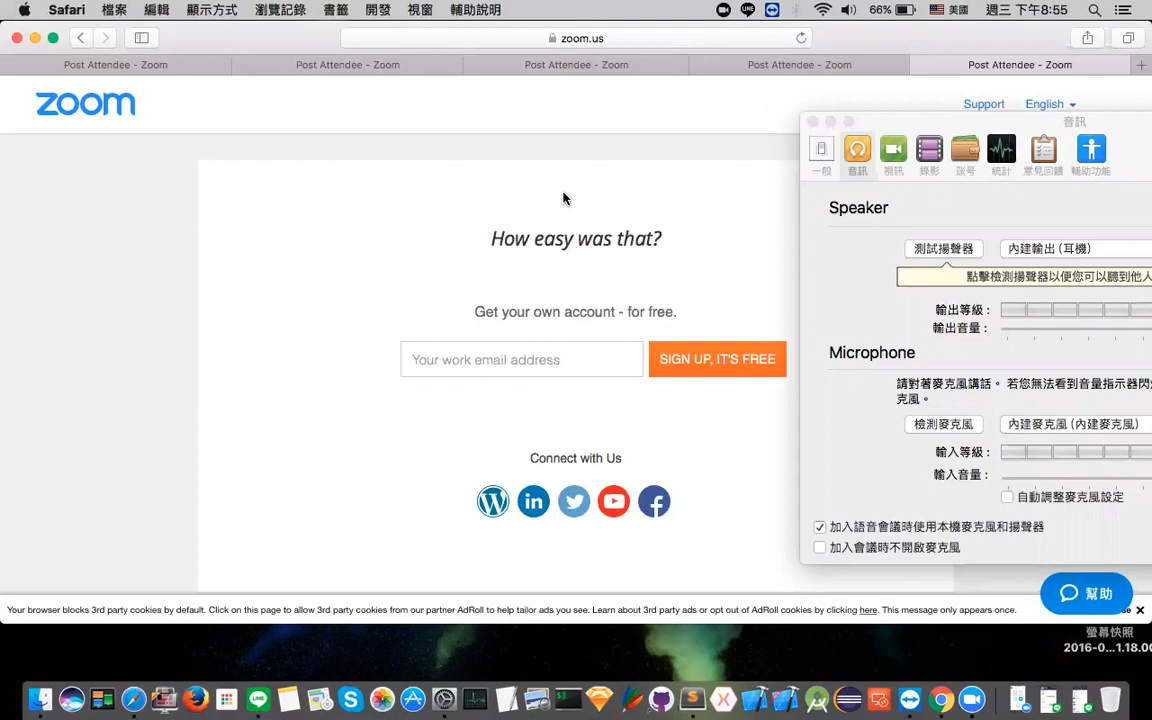 Safari 檔案 編輯 顯示方式 瀏覽記錄 書籤 開發 視窗 輔助說明 66% 美國 週三 下午8:55
zoom.us
Post Attendee - Zoom Post Attendee - Zoom Post Attendee - Zoom Post Attendee - Zoom Post Attendee - Zoom
zoom
Support English
How easy was that?
Get your own account - for free.
Your work email address SIGN UP, IT'S FREE
Connect with Us
音訊
一般 音訊 視訊 錄影 账号 統計 意見回饋 輔助功能
Speaker
測試揚聲器 內建輸出 (耳機)
點擊檢測揚聲器以便您可以聽到他人
輸出等級：
輸出音量：
Microphone
請對著麥克風講話。 若您無法看到音量指示器閃
克風。
檢測麥克風 內建麥克風 (內建麥克風)
輸入等級：
輸入音量：
自動調整麥克風設定
加入語音會議時使用本機麥克風和揚聲器
加入會議時不開啟麥克風
幫助
Your browser blocks 3rd party cookies by default. Click on this page to allow 3rd party cookies from our partner AdRoll to help tailor ads you see. Learn about 3rd party ads or opt out of AdRoll cookies by clicking here. This message only appears once.
螢幕快照
2016-0...1.18.00